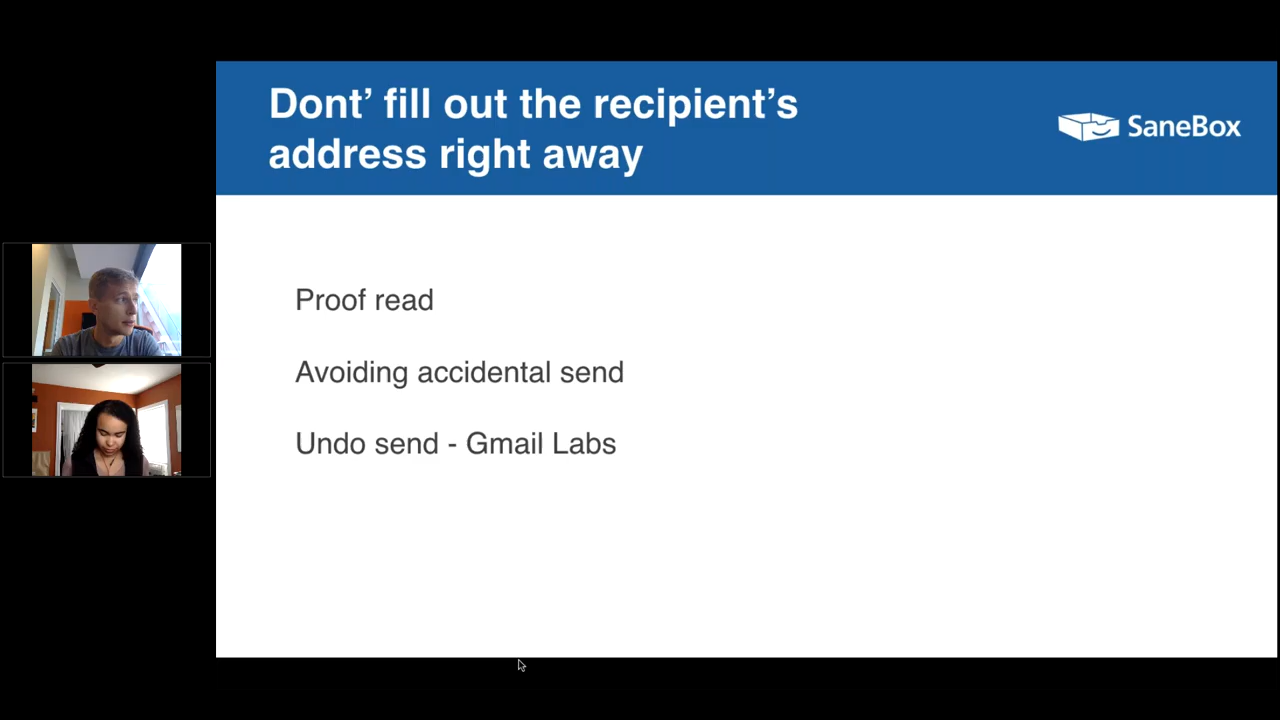 Dont’ fill out the recipient’s
address right away
SaneBox
Proof read
Avoiding accidental send
Undo send - Gmail Labs